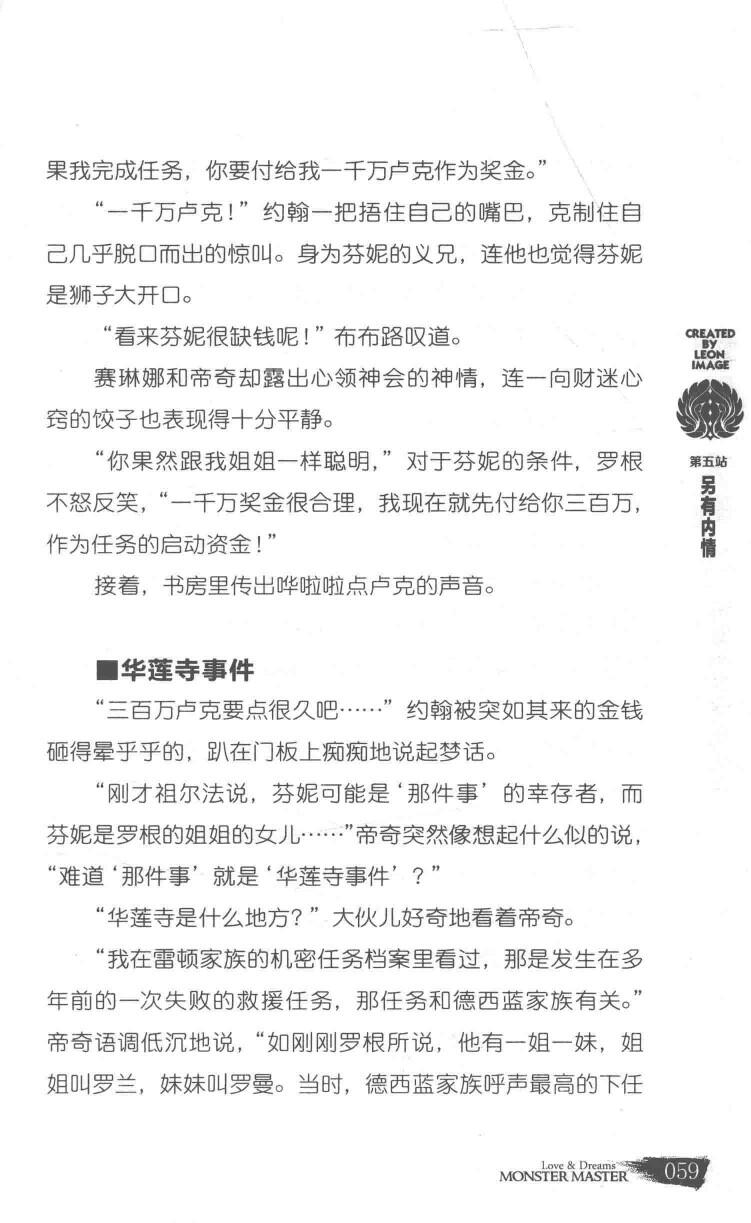 果我完成任务，你要付给我一千万卢克作为奖金。”
“一千万卢克！”约翰一把捂住自己的嘴巴，克制住自
己几乎脱口而出的惊叫。身为芬妮的义兄，连他也觉得芬妮
是狮子大开口。
“看来芬妮很缺钱呢！”布布路叹道。
赛琳娜和帝奇却露出心领神会的神情，连一向财迷心
窍的饺子也表现得十分平静。
“你果然跟我姐姐一样聪明，”对于芬妮的条件，罗根
不怒反笑，“一千万奖金很合理，我现在就先付给你三百万，
作为任务的启动资金！”
接着，书房里传出哗啦啦点卢克的声音。
■华莲寺事件
“三百万卢克要点很久吧……”约翰被突如其来的金钱
砸得晕乎乎的，趴在门板上痴痴地说起梦话。
“刚才祖尔法说，芬妮可能是‘那件事’的幸存者，而
芬妮是罗根的姐姐的女儿……”帝奇突然像想起什么似的说，
“难道‘那件事’就是‘华莲寺事件’？”
“华莲寺是什么地方？”大伙儿好奇地看着帝奇。
“我在雷顿家族的机密任务档案里看过，那是发生在多
年前的一次失败的救援任务，那任务和德西蓝家族有关。”
帝奇语调低沉地说，“如刚刚罗根所说，他有一姐一妹，姐
姐叫罗兰，妹妹叫罗曼。当时，德西蓝家族呼声最高的下任
CREATED
BY
LEON
IMAGE
第五站
另有内情
Love & Dreams
MONSTER MASTER
059